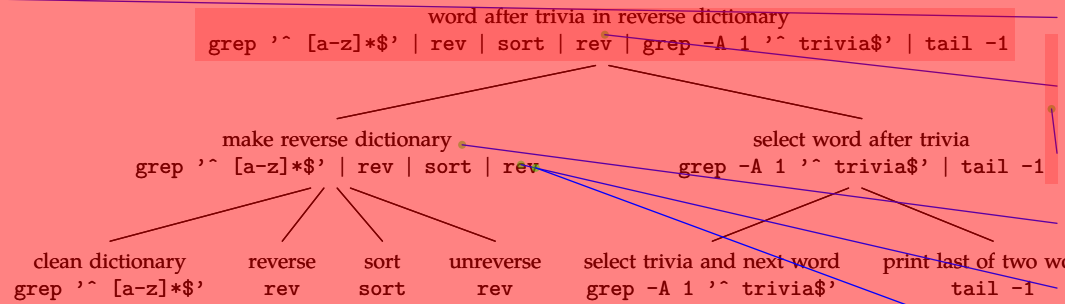 word after trivia in reverse dictionary
grep '^ [a-z]*$' | rev | sort | rev | grep -A 1 '^ trivia$' | tail -1
make reverse dictionary
select word after trivia
grep '^ [a-z]*$' | rev | sort | rev
grep -A 1 '^ trivia$' | tail -1
clean dictionary
reverse
sort
unreverse
select trivia and next word
print last of two
grep '^ [a-z]*$'
rev
sort
rev
grep -A 1 '^ trivia$'
tail -1